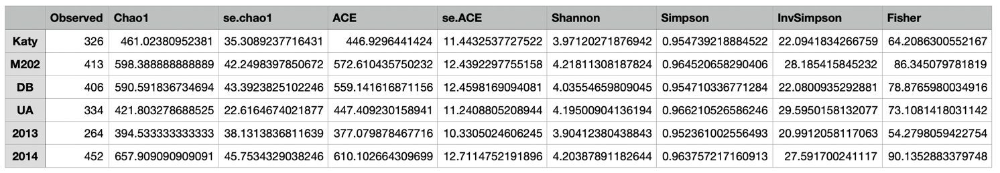 Observed Chao1 se.chao1 ACE se.ACE Shannon Simpson InvSimpson Fisher
Katy 326 461.02380952381 35.3089237716431 446.9296441424 11.4432537727522 3.97120271876942 0.954739218884522 22.0941834266759 64.2086300552167
M202 413 598.388888888889 42.2498397850672 572.610435750232 12.4392297755158 4.21811308187824 0.964520658290406 28.185415845232 86.345079781819
DB 406 590.591836734694 43.3923825102246 559.141616871156 12.4598169094081 4.03554659809045 0.954710336771284 22.0800935292881 78.8765980034916
UA 334 421.803278688525 22.6164674021877 447.409230158941 11.2408805208944 4.19500904136194 0.966210526586246 29.5950158132077 73.1081418031142
2013 264 394.533333333333 38.1313836811639 377.079878467716 10.3305024606245 3.90412380438843 0.952361002556493 20.9912058117063 54.2798059422754
2014 452 657.909090909091 45.7534329038246 610.102664309699 12.7114752191896 4.20387891182644 0.963757217160913 27.591700241117 90.1352883379748